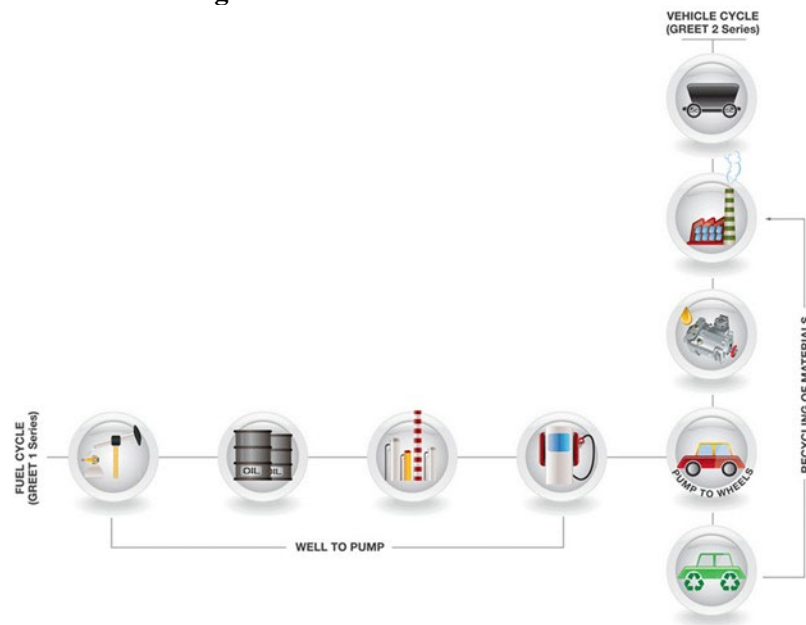 VEHICLE CYCLE
(GREET 2 Series)
RECYCLING OF MATERIALS
FUEL CYCLE
(GREET 1 Series)
OIL
OIL
PUMP TO WHEELS
WELL TO PUMP